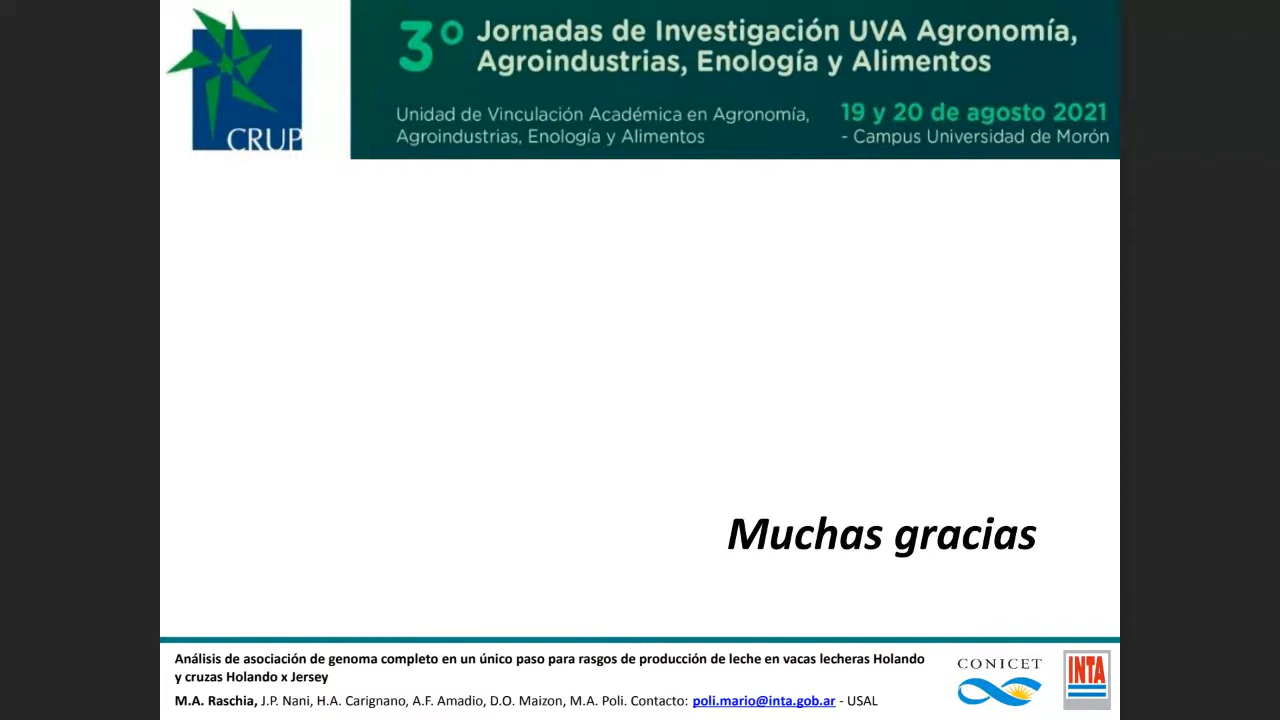 CRUP
3º Jornadas de Investigación UVA Agronomía,
Agroindustrias, Enología y Alimentos
Unidad de Vinculación Académica en Agronomía,
Agroindustrias, Enología y Alimentos
19 y 20 de agosto 2021
- Campus Universidad de Morón
Muchas gracias
Análisis de asociación de genoma completo en un único paso para rasgos de producción de leche en vacas lecheras Holando
y cruzas Holando x Jersey
M.A. Raschia, J.P. Nani, H.A. Carignano, A.F. Amadio, D.O. Maizon, M.A. Poli. Contacto: poli.mario@inta.gob.ar - USAL
CONICET
INTA